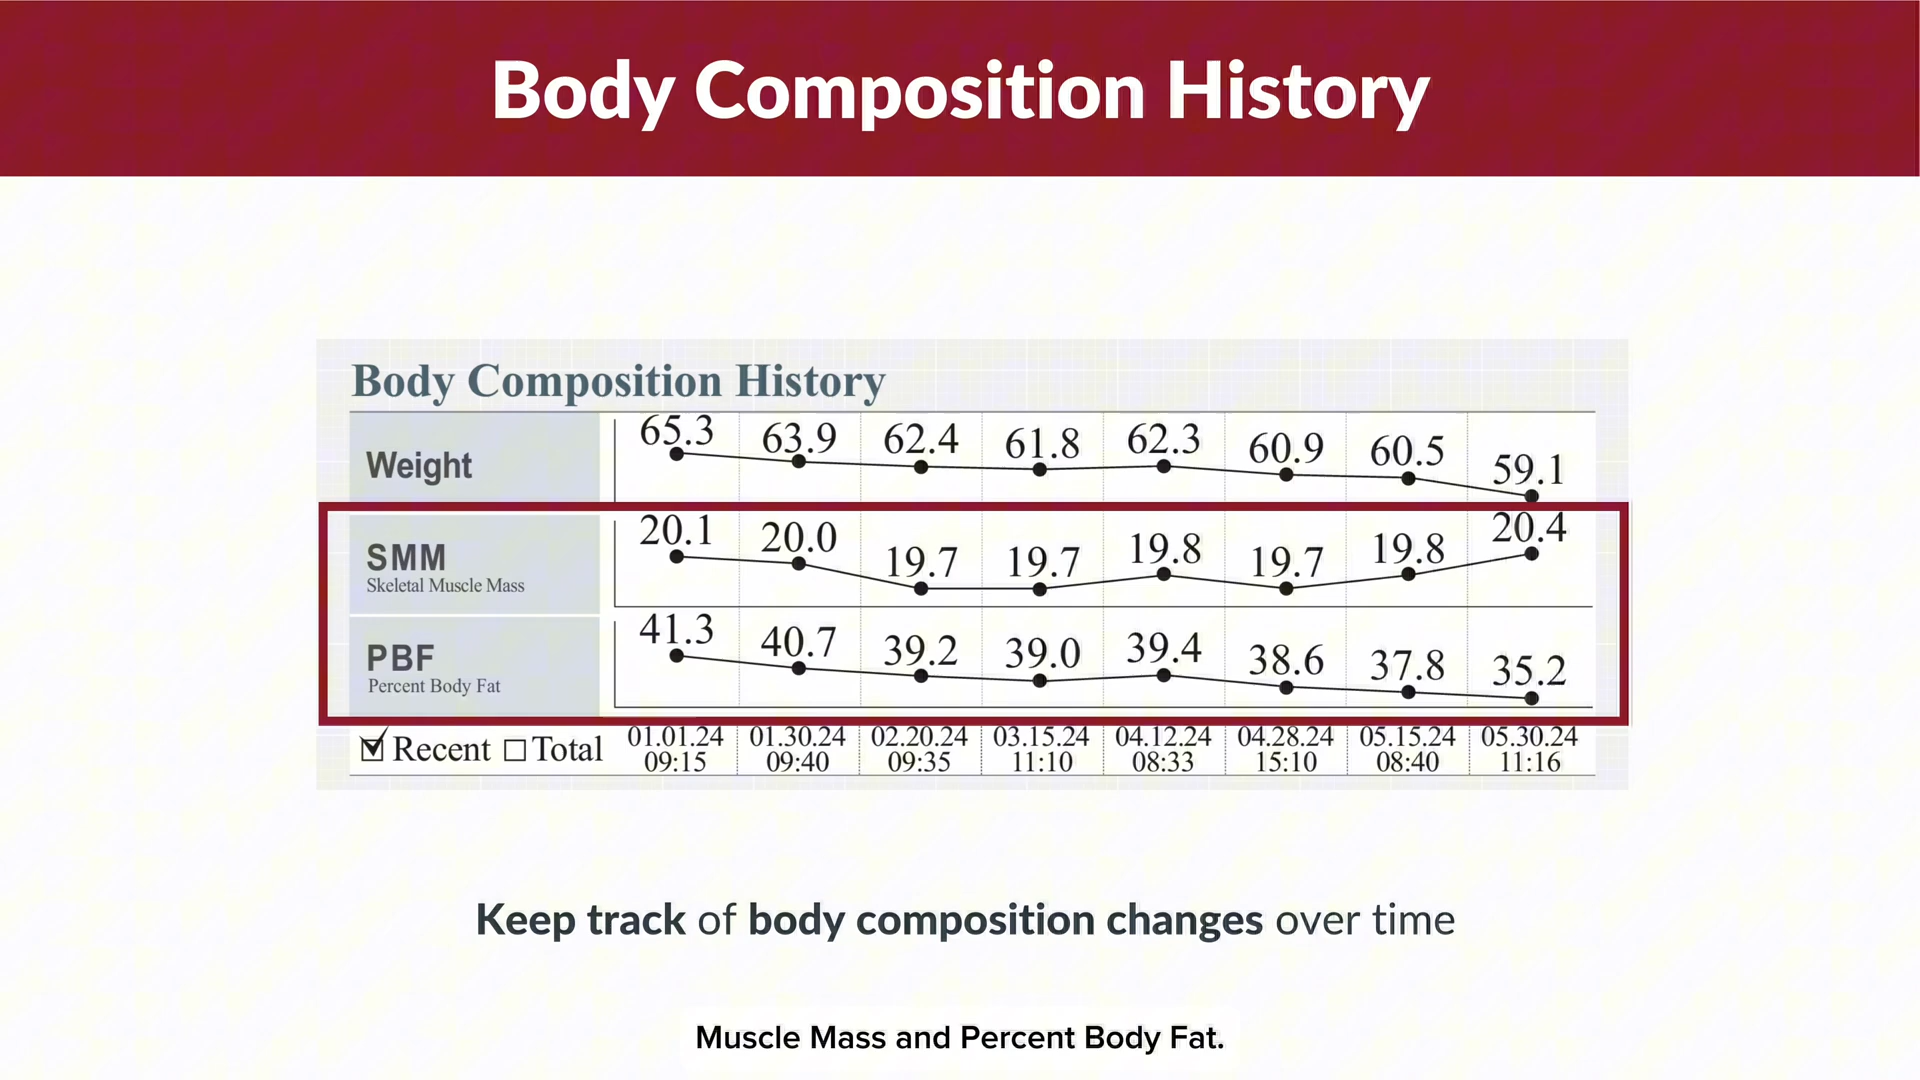 Body Composition History
Body Composition History
Weight 65.3 63.9 62.4 61.8 62.3 60.9 60.5 59.1
SMM 20.1 20.0 19.7 19.7 19.8 19.7 19.8 20.4
Skeletal Muscle Mass
PBF 41.3 40.7 39.2 39.0 39.4 38.6 37.8 35.2
Percent Body Fat
Recent Total 01.01.24 01.30.24 02.20.24 03.15.24 04.12.24 04.28.24 05.15.24 05.30.24
09:15 09:40 09:35 11:10 08:33 15:10 08:40 11:16
Keep track of body composition changes over time
Muscle Mass and Percent Body Fat.